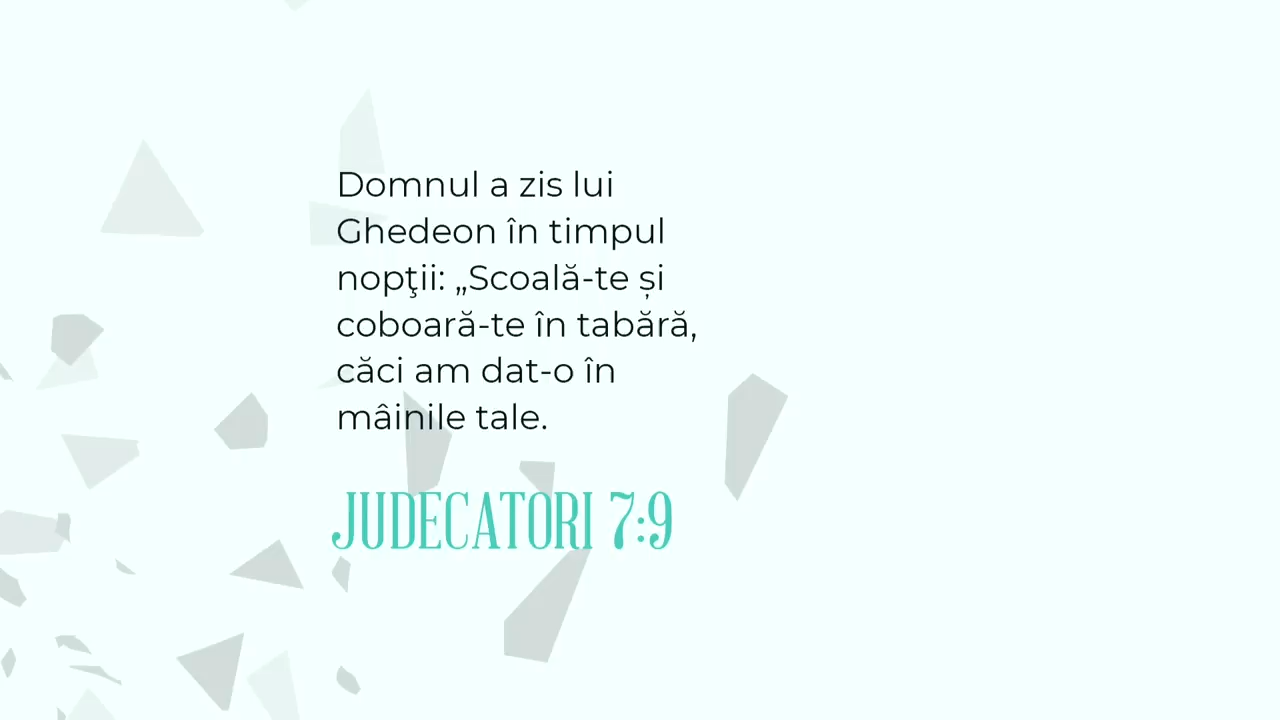 Domnul a zis lui
Ghedeon în timpul
nopţii: „Scoală-te și
coboară-te în tabără,
căci am dat-o în
mâinile tale.
JUDECATORI 7:9